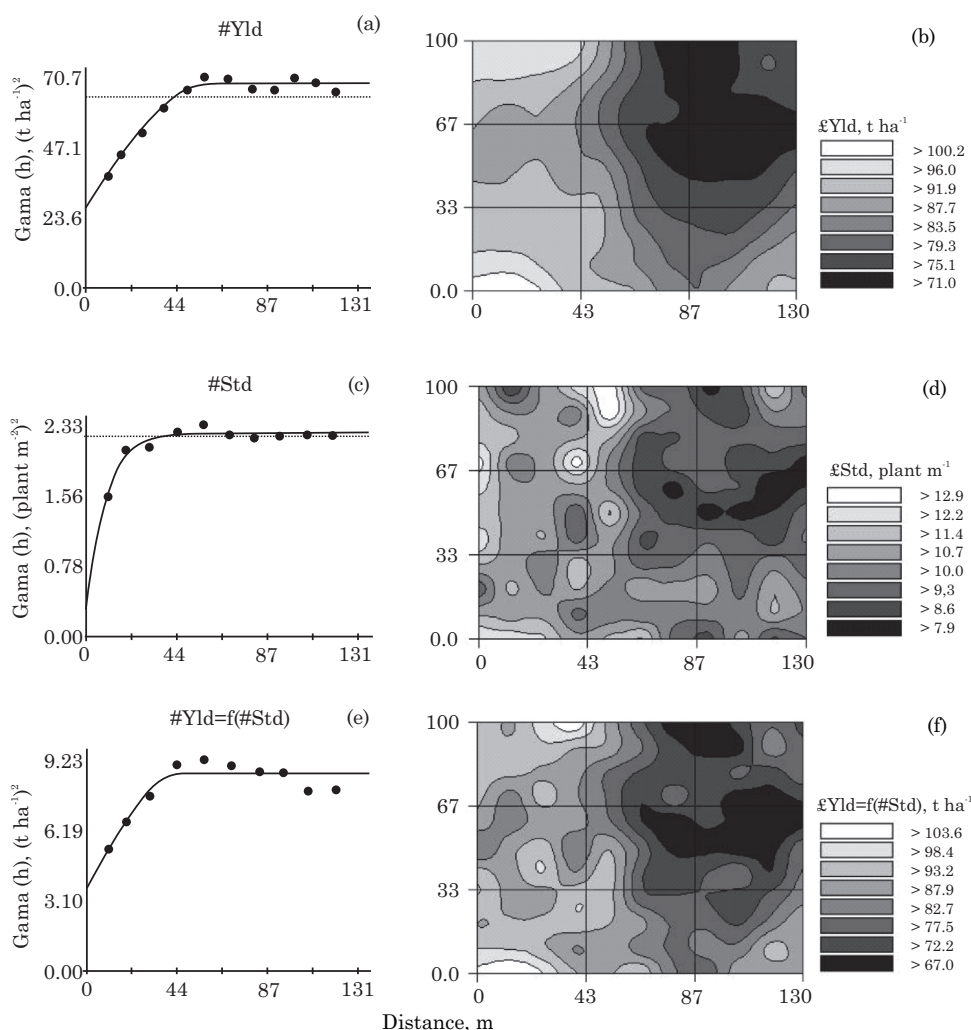 #Yld
(a)
Gama (h), (t ha⁻¹)²
70.7
47.1
23.6
0.0
0 44 87 131
(b)
100
67
33
0.0
0 43 87 130
£Yld, t ha⁻¹
> 100.2
> 96.0
> 91.9
> 87.7
> 83.5
> 79.3
> 75.1
> 71.0
#Std
(c)
Gama (h), (plant m⁻²)²
2.33
1.56
0.78
0.00
0 44 87 131
(d)
100
67
33
0.0
0 43 87 130
£Std, plant m⁻¹
> 12.9
> 12.2
> 11.4
> 10.7
> 10.0
> 9,3
> 8.6
> 7.9
#Yld=f(#Std)
(e)
Gama (h), (t ha⁻¹)²
9.23
6.19
3.10
0.00
0 44 87 131
(f)
100
67
33
0.0
0 43 87 130
£Yld=f(#Std), t ha⁻¹
> 103.6
> 98.4
> 93.2
> 87.9
> 82.7
> 77.5
> 72.2
> 67.0
Distance, m